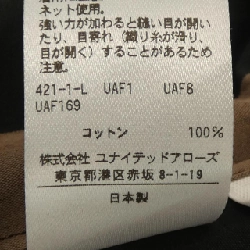 ネット使用。
強い力が加わると縫い目が開い
たり、目寄れ(織り糸が滑り、
目が開く)することがあるため
注意。
421-1-L UAF1 UAF8
UAF169
コットン 100%
株式会社 ユナイテッドアローズ
東京都港区赤坂 8-1-19
日本製